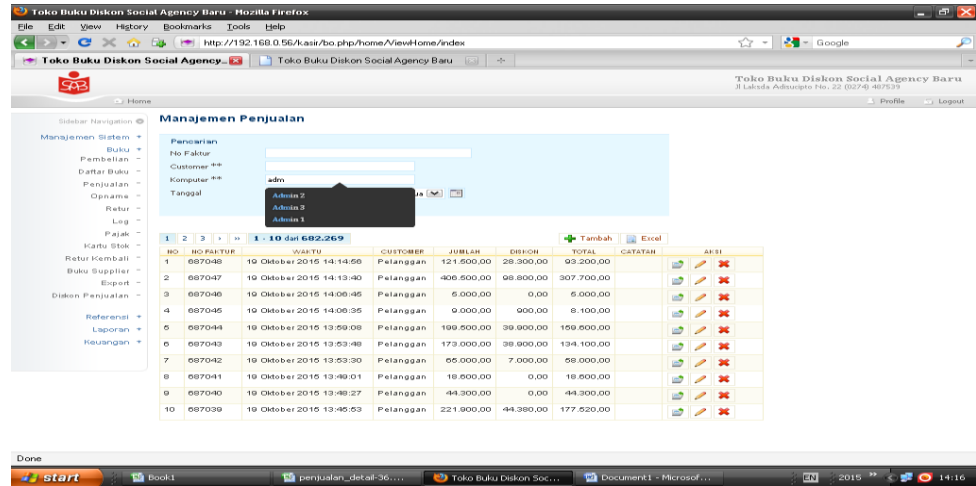 Toko Buku Diskon Social Agency Baru - Mozilla Firefox
File Edit View History Bookmarks Tools Help
http://192.168.0.56/kasir/bo.php/home/ViewHome/index
Google
Toko Buku Diskon Social Agency... Toko Buku Diskon Social Agency Baru
SAB
Toko Buku Diskon Social Agency Baru
Jl Laksda Adisucipto No. 22 (0274) 487539
Home Profile Logout
Sidebar Navigation
Manajemen Sistem +
Buku +
Pembelian -
Daftar Buku -
Penjualan -
Opname -
Retur -
Log -
Pajak -
Kartu Stok -
Retur Kembali -
Buku Supplier -
Export -
Diskon Penjualan -
Referensi +
Laporan +
Keuangan +
Manajemen Penjualan
Pencarian
No Faktur
Customer **
Komputer ** adm
Tanggal
Admin 2
Admin 3
Admin 1
1 2 3 › ›› 1 - 10 dari 682.269 Tambah Excel
NO NO FAKTUR WAKTU CUSTOMER JUMLAH DISKON TOTAL CATATAN AKSI
1 687048 19 Oktober 2015 14:14:56 Pelanggan 121.500,00 28.300,00 93.200,00
2 687047 19 Oktober 2015 14:13:40 Pelanggan 406.500,00 98.800,00 307.700,00
3 687046 19 Oktober 2015 14:06:45 Pelanggan 5.000,00 0,00 5.000,00
4 687045 19 Oktober 2015 14:06:35 Pelanggan 9.000,00 900,00 8.100,00
5 687044 19 Oktober 2015 13:59:08 Pelanggan 199.500,00 39.900,00 159.600,00
6 687043 19 Oktober 2015 13:53:48 Pelanggan 173.000,00 38.900,00 134.100,00
7 687042 19 Oktober 2015 13:53:30 Pelanggan 65.000,00 7.000,00 58.000,00
8 687041 19 Oktober 2015 13:49:01 Pelanggan 18.600,00 0,00 18.600,00
9 687040 19 Oktober 2015 13:48:27 Pelanggan 44.300,00 0,00 44.300,00
10 687039 19 Oktober 2015 13:45:53 Pelanggan 221.900,00 44.380,00 177.520,00
Done
start Book1 penjualan_detail-36.... Toko Buku Diskon Soc... Document1 - Microsof... EN 2015 14:16